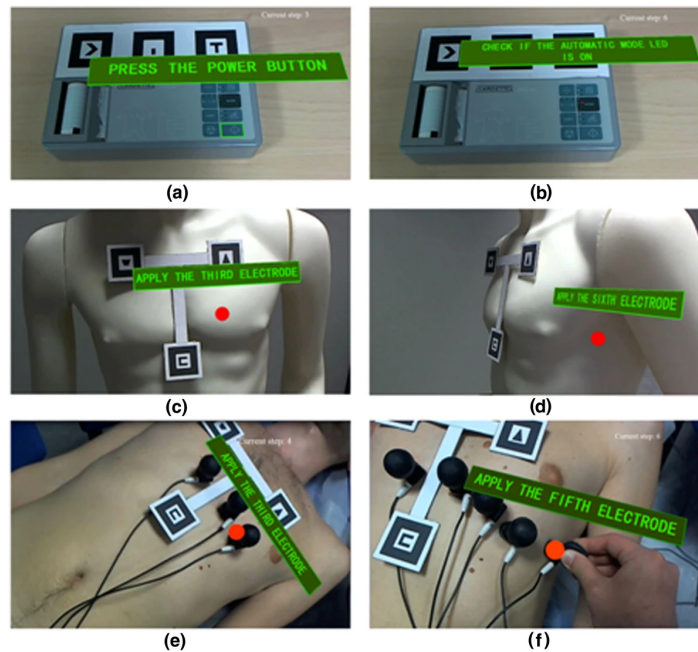 Current step: 5
PRESS THE POWER BUTTON
(a)
Current step: 6
CHECK IF THE AUTOMATIC MODE LED
IS ON
(b)
APPLY THE THIRD ELECTRODE
(c)
APPLY THE SIXTH ELECTRODE
(d)
Current step: 4
APPLY THE THIRD ELECTRODE
(e)
Current step: 6
APPLY THE FIFTH ELECTRODE
(f)